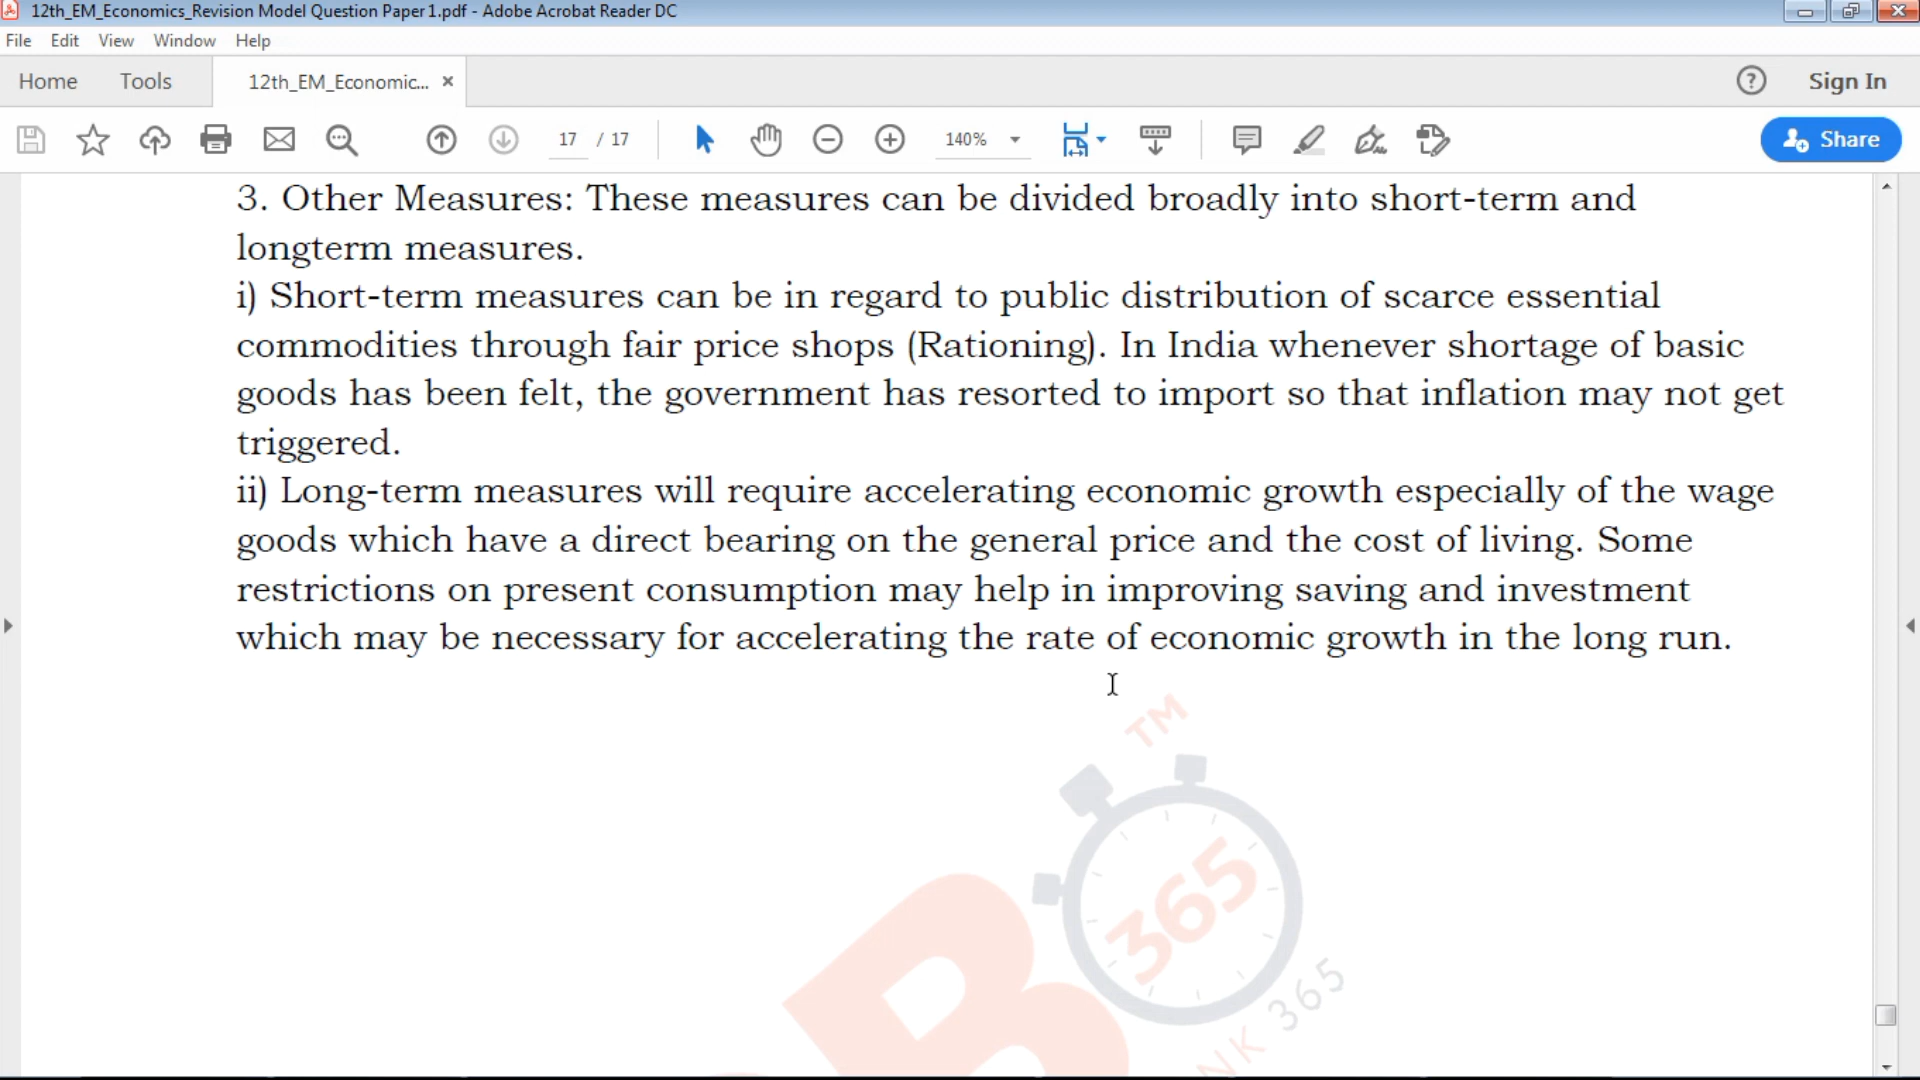 12th_EM_Economics_Revision Model Question Paper 1.pdf - Adobe Acrobat Reader DC
File Edit View Window Help
Home Tools 12th_EM_Economic... × ? Sign In
17 / 17 140% Share
3. Other Measures: These measures can be divided broadly into short-term and
longterm measures.
i) Short-term measures can be in regard to public distribution of scarce essential
commodities through fair price shops (Rationing). In India whenever shortage of basic
goods has been felt, the government has resorted to import so that inflation may not get
triggered.
ii) Long-term measures will require accelerating economic growth especially of the wage
goods which have a direct bearing on the general price and the cost of living. Some
restrictions on present consumption may help in improving saving and investment
which may be necessary for accelerating the rate of economic growth in the long run.
TM
365
B
NK 365